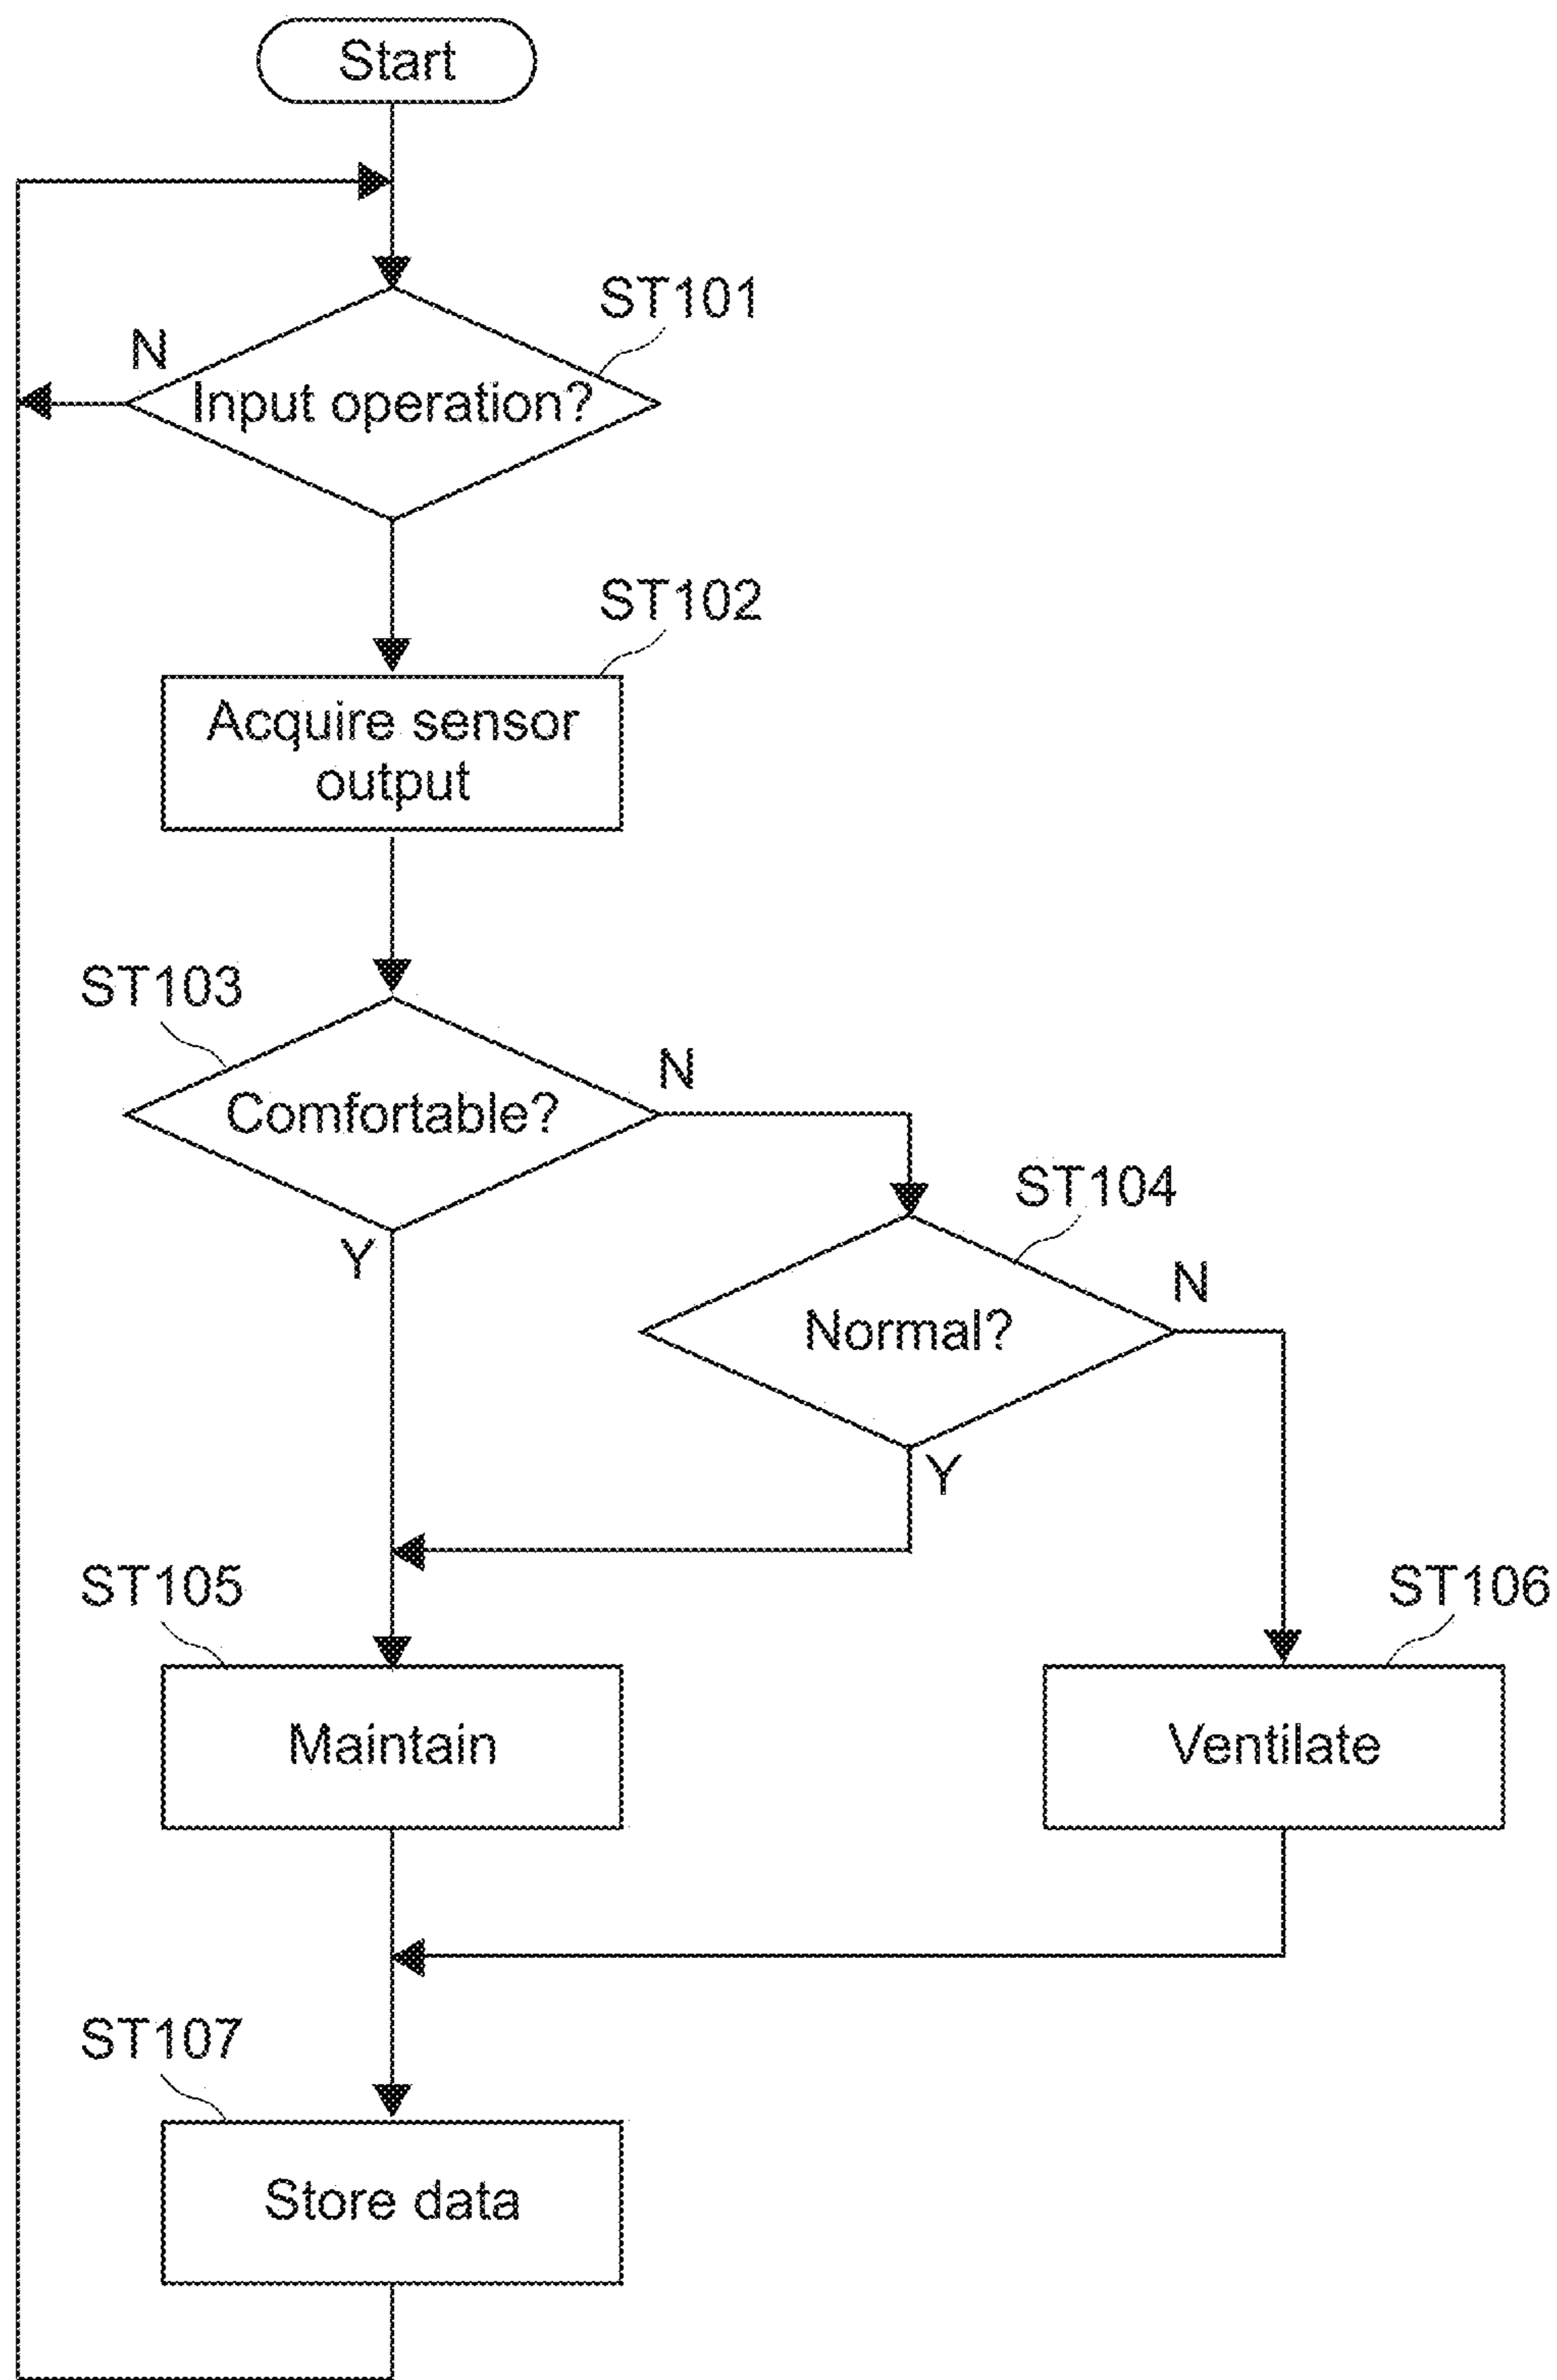 Start
ST101
N
Input operation?
ST102
Acquire sensor
output
ST103
N
Comfortable?
ST104
Y
N
Normal?
Y
ST105
ST106
Maintain
Ventilate
ST107
Store data